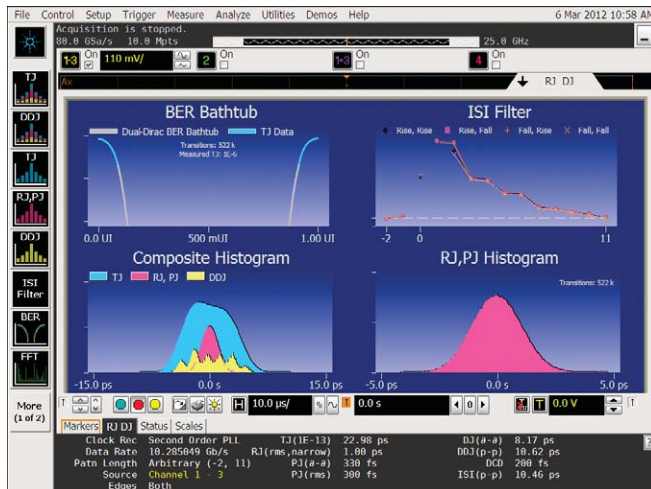 File Control Setup Trigger Measure Analyze Utilities Demos Help 6 Mar 2012 10:58 AM
Acquisition is stopped.
80.0 GSa/s 10.0 Mpts 25.0 GHz
1-3 On 110 mV/ 2 On 1-3 On 4 On
Ax RJ DJ
TJ
DDJ
TJ
RJ,PJ
DDJ
ISI
Filter
BER
FFT
More
(1 of 2)
BER Bathtub
Dual-Dirac BER Bathtub TJ Data
Transitions: 522 k
Measured TJ: 1E-6
0.0 UI 500 mUI 1.00 UI
ISI Filter
Rise, Rise Rise, Fall Fall, Rise Fall, Fall
-2 0 11
Composite Histogram
TJ RJ, PJ DDJ
-15.0 ps 0.0 s 15.0 ps
RJ,PJ Histogram
Transitions: 522 k
-5.0 ps 0.0 s 5.0 ps
H 10.0 µs/ 0.0 s 0 T 0.0 V
Markers RJ DJ Status Scales
Clock Rec Second Order PLL TJ(1E-13) 22.98 ps DJ(∂-∂) 8.17 ps
Data Rate 10.285049 Gb/s RJ(rms,narrow) 1.00 ps DDJ(p-p) 10.62 ps
Patn Length Arbitrary (-2, 11) PJ(∂-∂) 330 fs DCD 200 fs
Source Channel 1 - 3 PJ(rms) 300 fs ISI(p-p) 10.46 ps
Edges Both